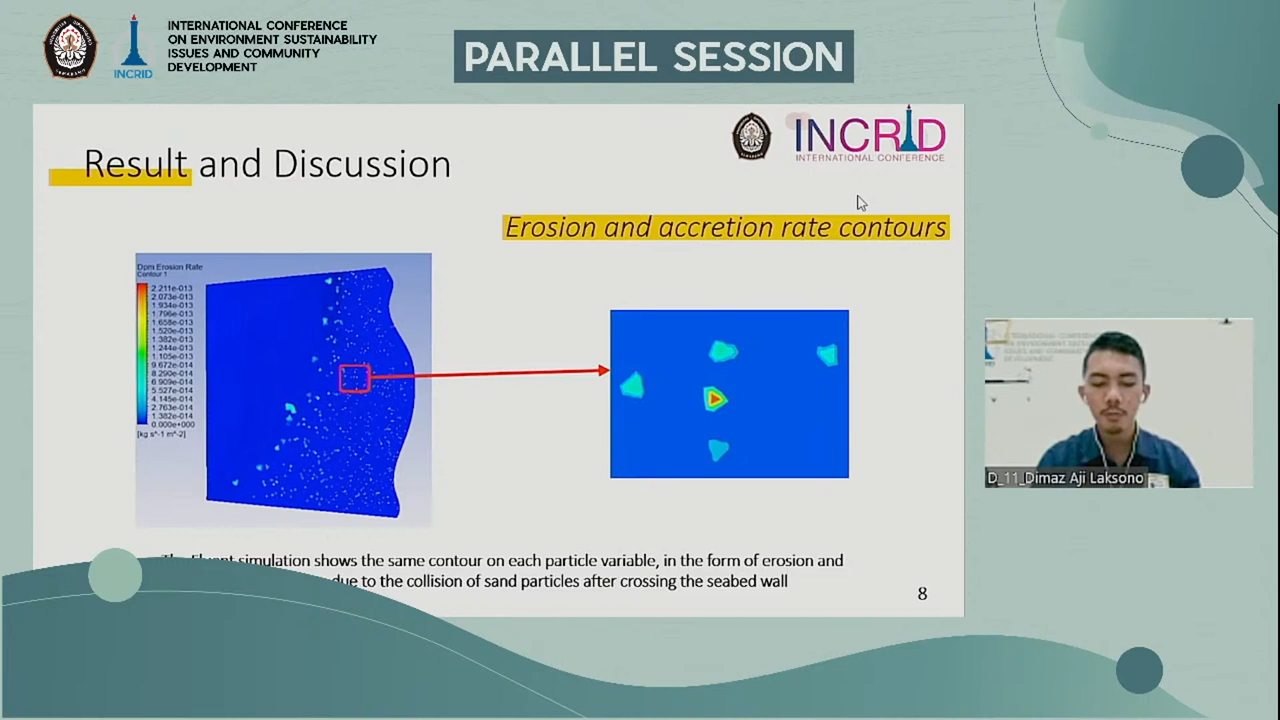 INTERNATIONAL CONFERENCE
ON ENVIRONMENT SUSTAINABILITY
ISSUES AND COMMUNITY
DEVELOPMENT
INCRID
PARALLEL SESSION
INCRID
INTERNATIONAL CONFERENCE
Result and Discussion
Erosion and accretion rate contours
Dpm Erosion Rate
Contour 1
2.211e-013
2.073e-013
1.934e-013
1.796e-013
1.658e-013
1.520e-013
1.382e-013
1.244e-013
1.105e-013
9.672e-014
8.290e-014
6.909e-014
5.527e-014
4.145e-014
2.763e-014
1.382e-014
0.000e+000
[kg s^-1 m^-2]
simulation shows the same contour on each particle variable, in the form of erosion and
due to the collision of sand particles after crossing the seabed wall
8
D_11_Dimaz Aji Laksono